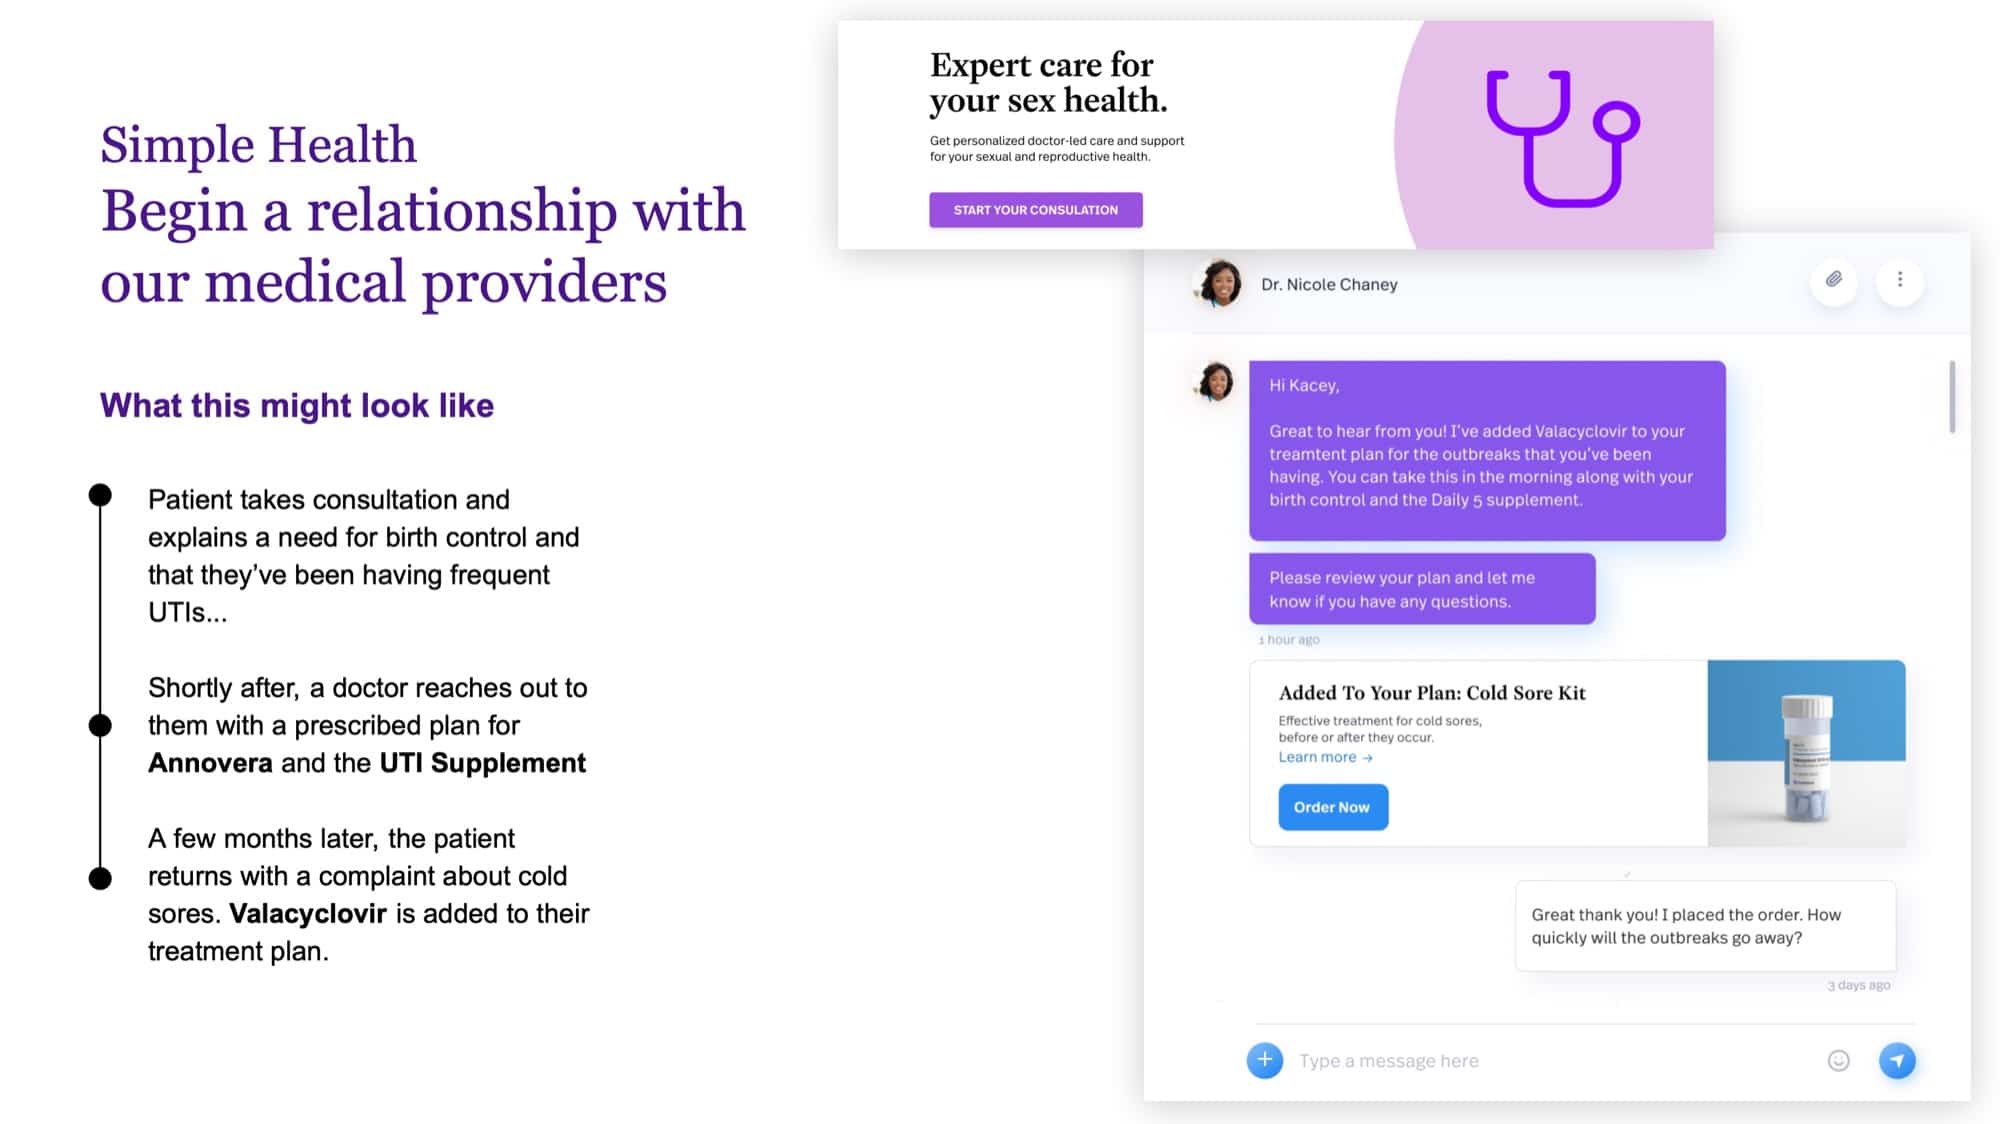 Simple Health
Begin a relationship with
our medical providers
What this might look like
Patient takes consultation and
explains a need for birth control and
that they’ve been having frequent
UTIs...
Shortly after, a doctor reaches out to
them with a prescribed plan for
Annovera and the UTI Supplement
A few months later, the patient
returns with a complaint about cold
sores. Valacyclovir is added to their
treatment plan.
Expert care for
your sex health.
Get personalized doctor-led care and support
for your sexual and reproductive health.
START YOUR CONSULATION
Dr. Nicole Chaney
Hi Kacey,
Great to hear from you! I’ve added Valacyclovir to your
treamtent plan for the outbreaks that you’ve been
having. You can take this in the morning along with your
birth control and the Daily 5 supplement.
Please review your plan and let me
know if you have any questions.
1 hour ago
Added To Your Plan: Cold Sore Kit
Effective treatment for cold sores,
before or after they occur.
Learn more →
Order Now
Great thank you! I placed the order. How
quickly will the outbreaks go away?
3 days ago
Type a message here